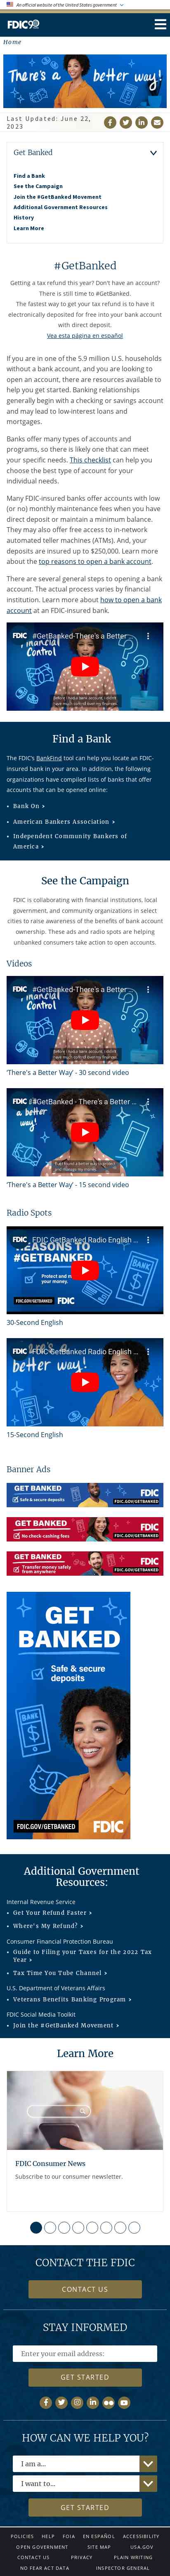 An official website of the United States government
FDIC90
Home
There's a better way!
Last Updated: June 22,
2023
Get Banked
Find a Bank
See the Campaign
Join the #GetBanked Movement
Additional Government Resources
History
Learn More
#GetBanked
Getting a tax refund this year? Don't have an account?
There is still time to #GetBanked.
The fastest way to get your tax refund is to have it
electronically deposited for free into your bank account
with direct deposit.
Vea esta página en español
If you are in one of the 5.9 million U.S. households
without a bank account, and you are looking to
open an account, there are resources available to
help you get started. Banking relationships
generally begin with a checking or savings account
and may lead to low-interest loans and
mortgages.
Banks offer many types of accounts and
programs, so there is likely one that will meet
your specific needs. This checklist can help you
choose the best type of account for your
individual needs.
Many FDIC-insured banks offer accounts with low
(or no) monthly maintenance fees when you have
direct deposit or maintain a minimum balance.
They may also offer free access to in-network
automated teller machines (ATMs). And, your
deposits are insured up to $250,000. Learn more
about the top reasons to open a bank account.
There are several general steps to opening a bank
account. The actual process varies by financial
institution. Learn more about how to open a bank
account at an FDIC-insured bank.
#GetBanked-There's a Better ...
Control
Before I had a bank account, control
over my money felt so far away.
Find a Bank
The FDIC's BankFind tool can help you locate an FDIC-
insured bank in your area. In addition, the following
organizations have compiled lists of banks that offer
accounts that can be opened online:
Bank On >
American Bankers Association >
Independent Community Bankers of
America >
See the Campaign
FDIC is collaborating with financial institutions, local
government, and community organizations in select
cities to raise awareness of the benefits of bank account
ownership. These ads and resources are helping
unbanked consumers take action to open accounts.
Videos
#GetBanked-There's a Better ...
Control
Before I had a bank account, control
over my money felt so far away.
'There's a Better Way' - 30 second video
#GetBanked - There's a Better ...
'There's a Better Way' - 15 second video
Radio Spots
FDIC GetBanked Radio English ...
REASONS TO
#GETBANKED
Protect and manage
your money.
FDIC.GOV/GETBANKED
FDIC
30-Second English
FDIC GetBanked Radio English ...
better way!
15-Second English
Banner Ads
GET BANKED
Safe & secure deposits
FDIC
FDIC.GOV/GETBANKED
GET BANKED
No check-cashing fees
FDIC
FDIC.GOV/GETBANKED
GET BANKED
Transfer money safely
from anywhere
FDIC
FDIC.GOV/GETBANKED
GET
BANKED
Safe & secure
deposits
FDIC.GOV/GETBANKED
FDIC
Additional Government
Resources:
Internal Revenue Service
Get Your Refund Faster >
Where's My Refund? >
Consumer Financial Protection Bureau
Guide to Filing your Taxes for the 2022 Tax
Year >
Tax Time You Tube Channel >
U.S. Department of Veterans Affairs
Veterans Benefits Banking Program >
FDIC Social Media Toolkit
Join the #GetBanked Movement >
Learn More
FDIC Consumer News
Subscribe to our consumer newsletter.
CONTACT THE FDIC
CONTACT US
STAY INFORMED
Enter your email address:
GET STARTED
HOW CAN WE HELP YOU?
I am a...
I want to...
GET STARTED
POLICIES HELP FOIA EN ESPAÑOL ACCESSIBILITY
OPEN GOVERNMENT SITE MAP USA.GOV
CONTACT US PRIVACY PLAIN WRITING
NO FEAR ACT DATA INSPECTOR GENERAL